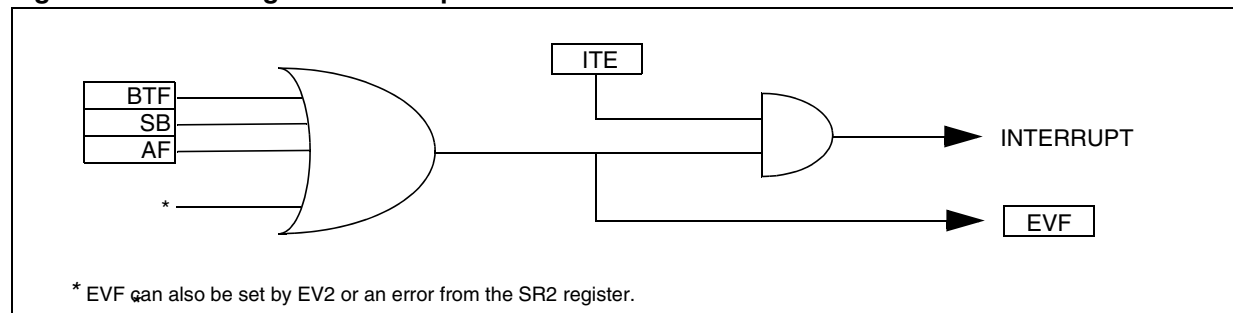 ITE
BTF
SB
AF
INTERRUPT
*
EVF
* EVF can also be set by EV2 or an error from the SR2 register.
*